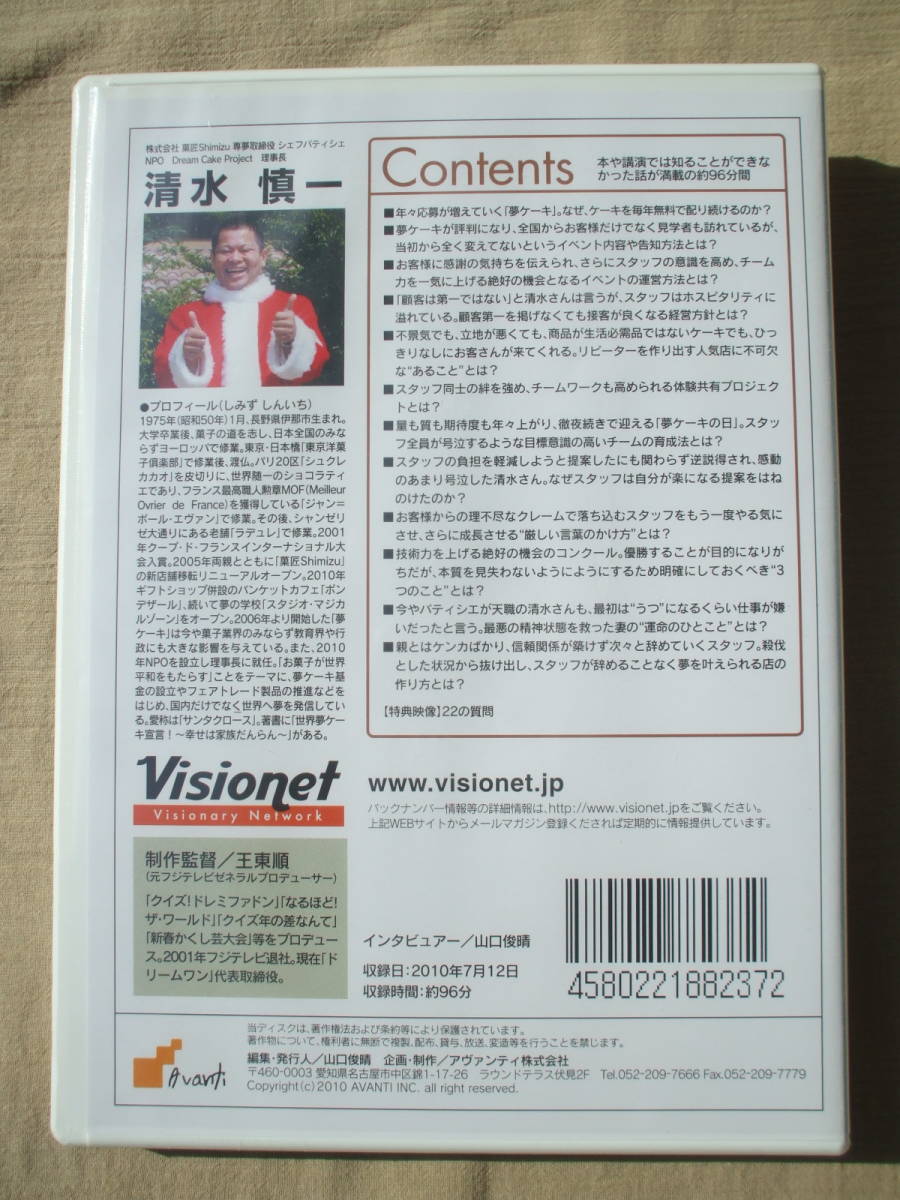 株式会社 菓匠Shimizu 専夢取締役 シェフパティシェ
NPO Dream Cake Project 理事長
清水 慎一
●プロフィール(しみず しんいち)
1975年(昭和50年)1月、長野県伊那市生まれ。
大学卒業後、菓子の道を志し、日本全国のみな
らずヨーロッパで修業。東京・日本橋「東京洋菓
子倶楽部」で修業後、渡仏。パリ20区「シュクレ
カカオ」を皮切りに、世界随一のショコラティ
エであり、フランス最高職人勲章MOF(Meilleur
Ovrier de France)を獲得している「ジャン=
ポール・エヴァン」で修業。その後、シャンゼリ
ゼ大通りにある老舗「ラデュレ」で修業。2001
年クープ・ド・フランスインターナショナル大
会入賞。2005年両親とともに「菓匠Shimizu」
の新店舗移転リニューアルオープン。2010年
ギフトショップ併設のバンケットカフェ「ボン
デザール」、続いて夢の学校「スタジオ・マジカ
ルゾーン」をオープン。2006年より開始した「夢
ケーキ」は今や菓子業界のみならず教育界や行
政にも大きな影響を与えている。また、2010
年NPOを設立し理事長に就任。「お菓子が世界
平和をもたらす」ことをテーマに、夢ケーキ基
金の設立やフェアトレード製品の推進などを
はじめ、国内だけでなく世界へ夢を発信してい
る。愛称は「サンタクロース」。著書に「世界夢ケー
キ宣言!~幸せは家族だんらん~」がある。
Contents
本や講演では知ることができな
かった話が満載の約96分間
■年々応募が増えていく「夢ケーキ」。なぜ、ケーキを毎年無料で配り続けるのか?
■夢ケーキが評判になり、全国からお客様だけでなく見学者も訪れているが、
当初から全く変えてないというイベント内容や告知方法とは?
■お客様に感謝の気持ちを伝えられ、さらにスタッフの意識を高め、チーム
力を一気に上げる絶好の機会となるイベントの運営方法とは?
■「顧客は第一ではない」と清水さんは言うが、スタッフはホスピタリティに
溢れている。顧客第一を掲げなくても接客が良くなる経営方針とは?
■不景気でも、立地が悪くても、商品が生活必需品ではないケーキでも、ひっ
きりなしにお客さんが来てくれる。リピーターを作り出す人気店に不可欠
な“あること”とは?
■スタッフ同士の絆を強め、チームワークも高められる体験共有プロジェク
トとは?
■量も質も期待度も年々上がり、徹夜続きで迎える「夢ケーキの日」。スタッ
フ全員が号泣するような目標意識の高いチームの育成法とは?
■スタッフの負担を軽減しようと提案したにも関わらず逆説得され、感動
のあまり号泣した清水さん。なぜスタッフは自分が楽になる提案をはね
のけたのか?
■お客様からの理不尽なクレームで落ち込むスタッフをもう一度やる気に
させ、さらに成長させる“厳しい言葉のかけ方”とは?
■技術力を上げる絶好の機会のコンクール。優勝することが目的になりが
ちだが、本質を見失わないようにようにするため明確にしておくべき“3
つのこと”とは?
■今やパティシエが天職の清水さんも、最初は“うつ”になるくらい仕事が嫌
いだったと言う。最悪の精神状態を救った妻の“運命のひとこと”とは?
■親とはケンカばかり、信頼関係が築けず次々と辞めていくスタッフ。殺伐
とした状況から抜け出し、スタッフが辞めることなく夢を叶えられる店の
作り方とは?
【特典映像】22の質問
Visionet
Visionary Network
www.visionet.jp
バックナンバー情報等の詳細情報は、http://www.visionet.jpをご覧ください。
上記WEBサイトからメールマガジン登録くだされば定期的に情報提供しています。
制作監督/王東順
(元フジテレビゼネラルプロデューサー)
「クイズ!ドレミファドン」「なるほど!
ザ・ワールド」「クイズ年の差なんて」
「新春かくし芸大会」等をプロデュー
ス。2001年フジテレビ退社。現在「ド
リームワン」代表取締役。
インタビュアー/山口俊晴
収録日:2010年7月12日
収録時間:約96分
4580221882372
Avanti
当ディスクは、著作権法および条約等により保護されています。
著作物について、権利者に無断で複製、配布、貸与、放送、変造等を行うことを禁じます。
編集・発行人/山口俊晴 企画・制作/アヴァンティ株式会社
〒460-0003 愛知県名古屋市中区錦1-17-26 ラウンドテラス伏見2F Tel.052-209-7666 Fax.052-209-7779
Copyright(c) 2010 AVANTI INC. all right reserved.